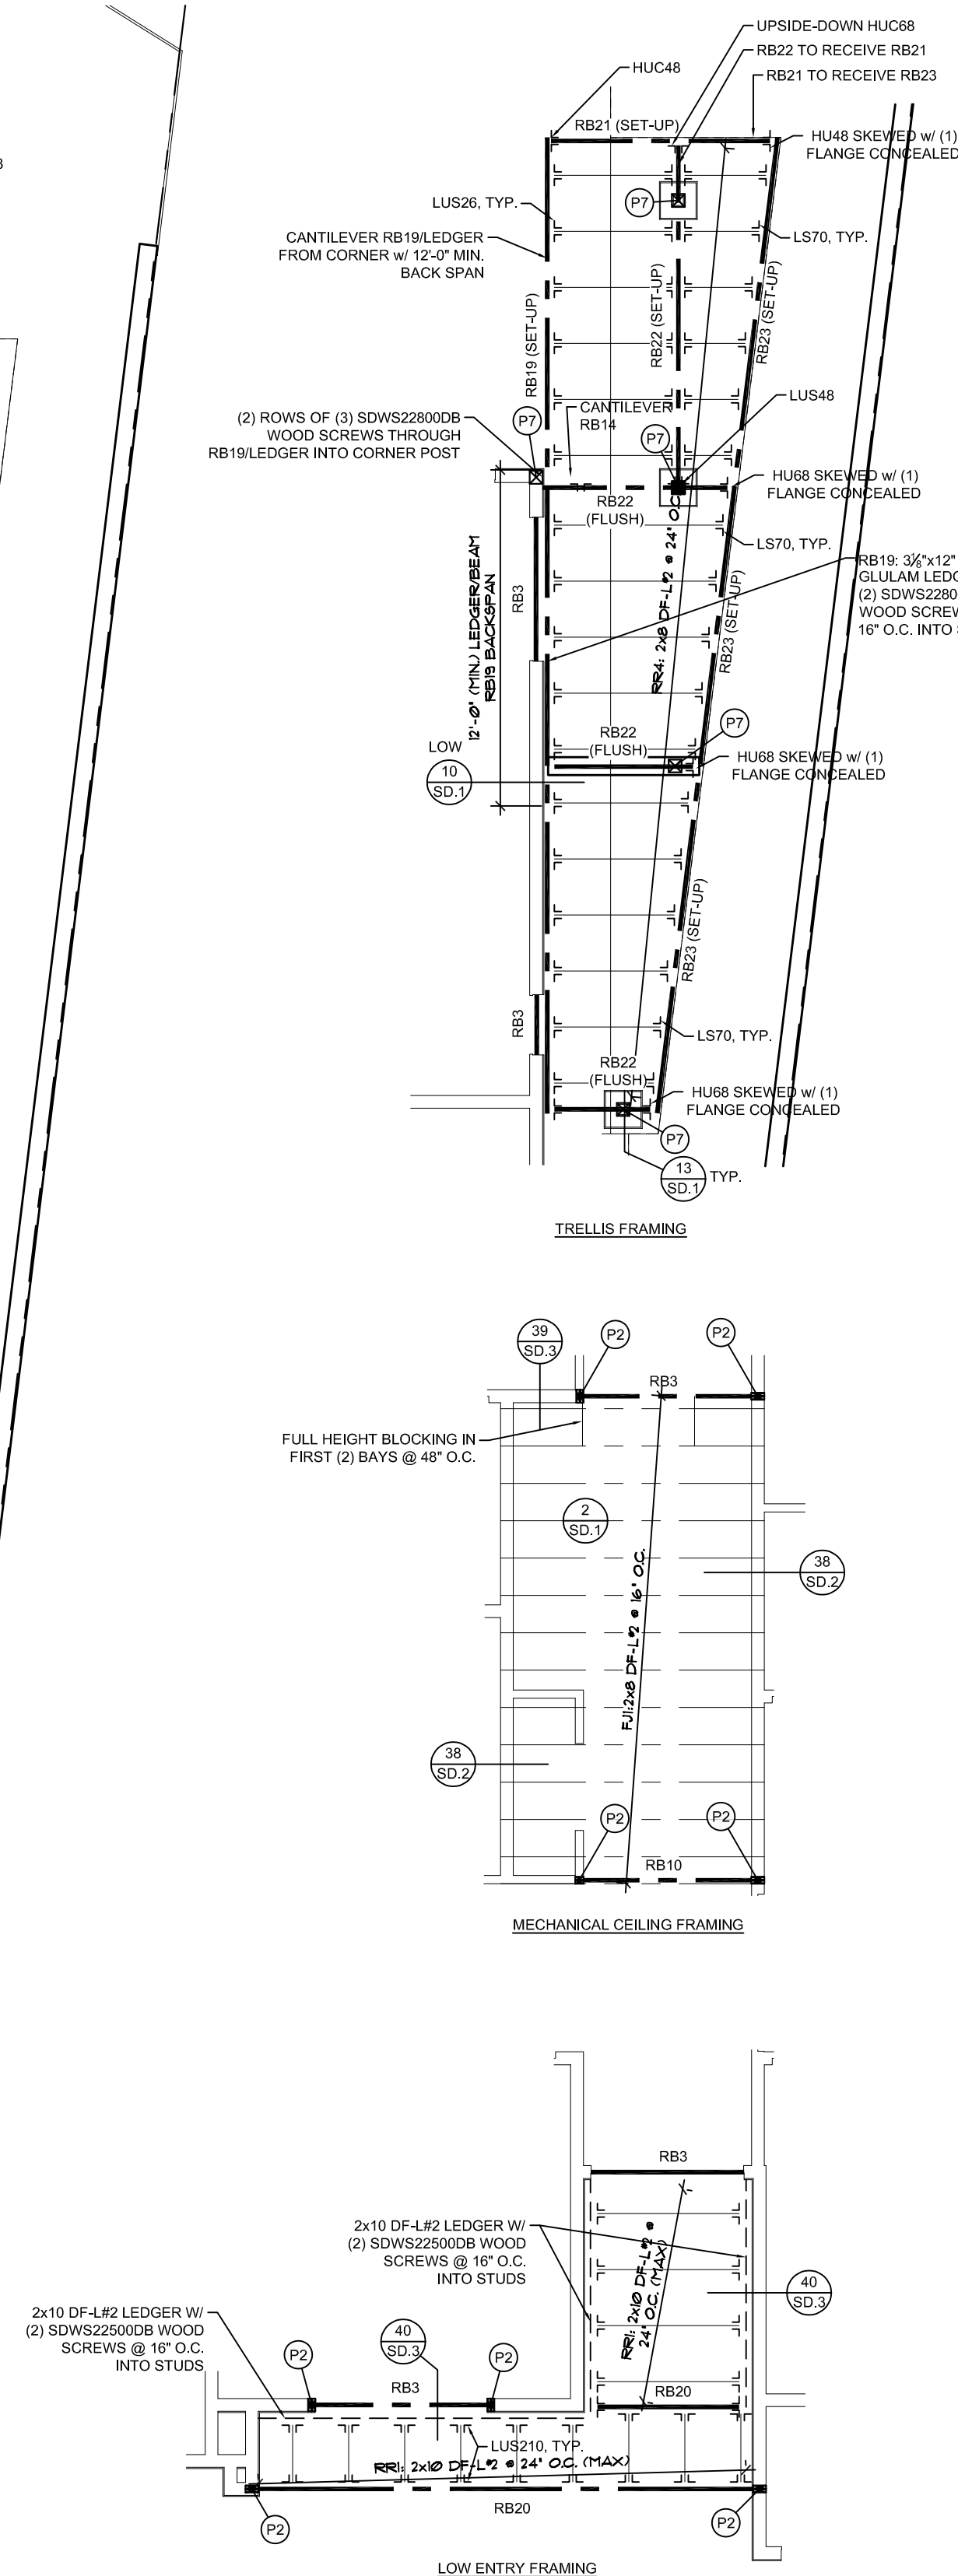 UPSIDE-DOWN HUC68
RB22 TO RECEIVE RB21
HUC48
RB21 TO RECEIVE RB23
RB21 (SET-UP)
HU48 SKEWED w/ (1)
FLANGE CONCEALED
P7
LUS26, TYP.
LS70, TYP.
CANTILEVER RB19/LEDGER
FROM CORNER w/ 12'-0" MIN.
BACK SPAN
RB19 (SET-UP)
RB22 (SET-UP)
RB23 (SET-UP)
LUS48
(2) ROWS OF (3) SDWS22800DB
WOOD SCREWS THROUGH
RB19/LEDGER INTO CORNER POST
P7
CANTILEVER
RB14
P7
HU68 SKEWED w/ (1)
FLANGE CONCEALED
RB22
(FLUSH)
LS70, TYP.
RB19: 3⅛"x12"
GLULAM LEDG
(2) SDWS2280
WOOD SCREW
16" O.C. INTO
RB3
12'-0" (MIN.) LEDGER/BEAM
RB19 BACKSPAN
RR4: 2x8 DF-L#2 @ 24" O.C.
RB23 (SET-UP)
RB22
(FLUSH)
P7
LOW
10
SD.1
HU68 SKEWED w/ (1)
FLANGE CONCEALED
RB23 (SET-UP)
RB3
LS70, TYP.
RB22
(FLUSH)
HU68 SKEWED w/ (1)
FLANGE CONCEALED
P7
13
SD.1
TYP.
TRELLIS FRAMING
39
SD.3
P2
P2
RB3
FULL HEIGHT BLOCKING IN
FIRST (2) BAYS @ 48" O.C.
2
SD.1
38
SD.2
FJ1:2x8 DF-L#2 @ 16" O.C.
38
SD.2
P2
P2
RB10
MECHANICAL CEILING FRAMING
RB3
2x10 DF-L#2 LEDGER W/
(2) SDWS22500DB WOOD
SCREWS @ 16" O.C.
INTO STUDS
RR1: 2x10 DF-L#2 @
24" O.C. (MAX)
40
SD.3
2x10 DF-L#2 LEDGER W/
(2) SDWS22500DB WOOD
SCREWS @ 16" O.C.
INTO STUDS
40
SD.3
P2
P2
RB3
RB20
LUS210, TYP.
RR1: 2x10 DF-L#2 @ 24" O.C. (MAX)
RB20
P2
P2
LOW ENTRY FRAMING